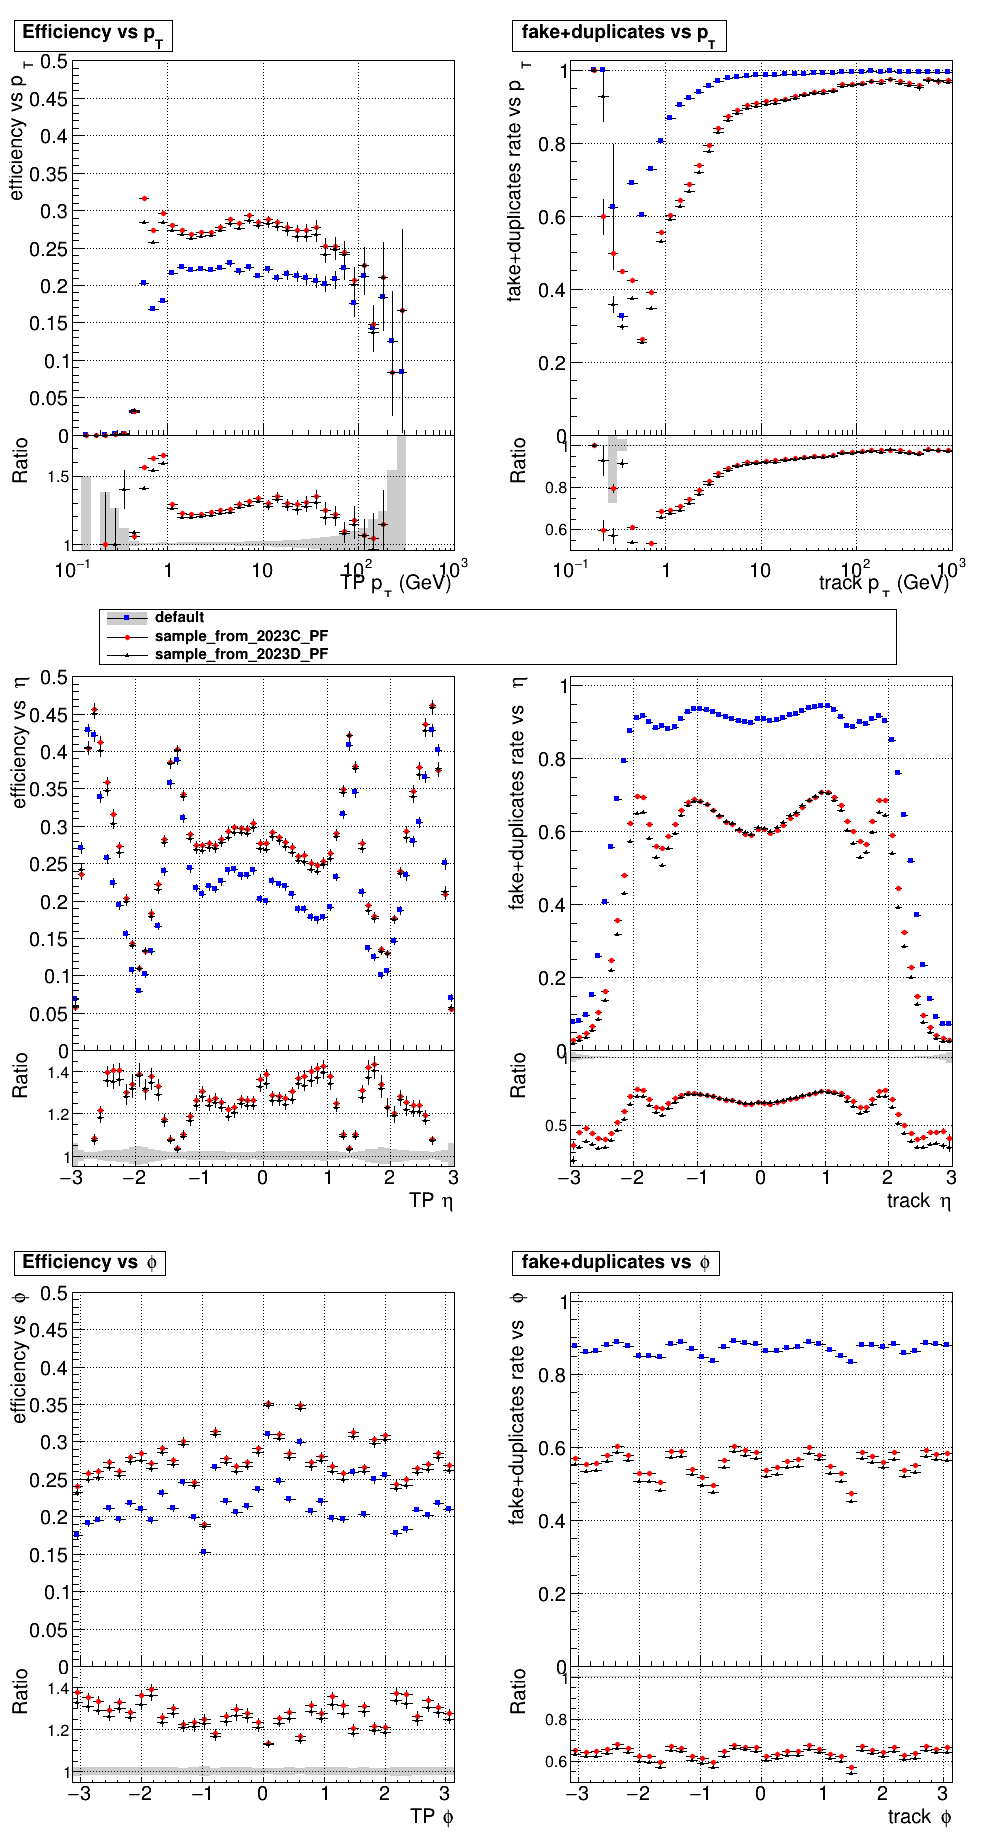 Efficiency vs p_T
fake+duplicates vs p_T
efficiency vs p_T
0.5
0.45
0.4
0.35
0.3
0.25
0.2
0.15
0.1
0.05
0
Ratio
1.5
1
10^-1 1 10 10^2 10^3
TP p_T (GeV)
fake+duplicates rate vs p_T
1
0.8
0.6
0.4
0.2
0
Ratio
1
0.8
0.6
10^-1 1 10 10^2 10^3
track p_T (GeV)
default
sample_from_2023C_PF
sample_from_2023D_PF
efficiency vs η
0.5
0.45
0.4
0.35
0.3
0.25
0.2
0.15
0.1
0.05
0
Ratio
1.4
1.2
1
−3 −2 −1 0 1 2 3
TP η
fake+duplicates rate vs η
1
0.8
0.6
0.4
0.2
0
Ratio
1
0.5
−3 −2 −1 0 1 2 3
track η
Efficiency vs ϕ
fake+duplicates vs ϕ
efficiency vs ϕ
0.5
0.45
0.4
0.35
0.3
0.25
0.2
0.15
0.1
0.05
0
Ratio
1.4
1.2
1
−3 −2 −1 0 1 2 3
TP ϕ
fake+duplicates rate vs ϕ
1
0.8
0.6
0.4
0.2
0
Ratio
1
0.8
0.6
−3 −2 −1 0 1 2 3
track ϕ